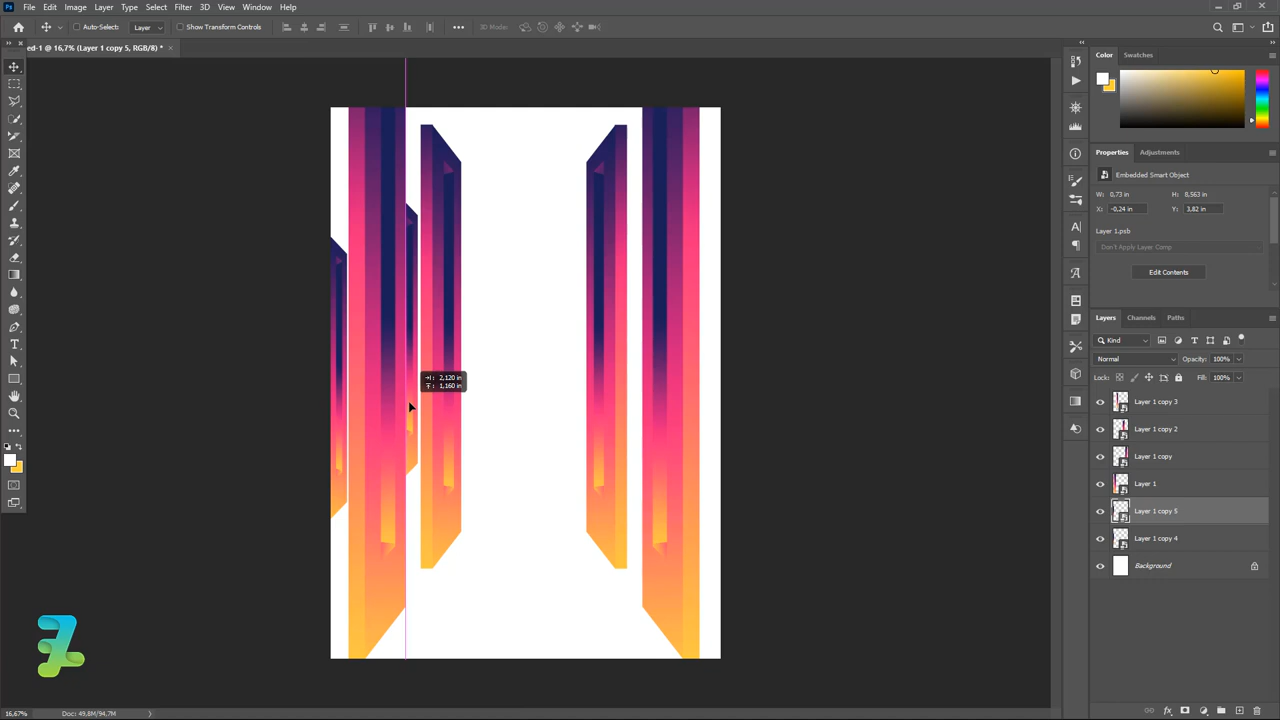 Ps File Edit Image Layer Type Select Filter 3D View Window Help
Auto-Select: Layer Show Transform Controls 3D Mode:
ed-1 @ 16,7% (Layer 1 copy 5, RGB/8) *
Color Swatches
Properties Adjustments
Embedded Smart Object
W: 0,73 in H: 8,563 in
X: -0,24 in Y: 3,82 in
Layer 1.psb
Don't Apply Layer Comp
Edit Contents
Layers Channels Paths
Kind
Normal Opacity: 100%
Lock: Fill: 100%
Layer 1 copy 3
Layer 1 copy 2
Layer 1 copy
Layer 1
Layer 1 copy 5
Layer 1 copy 4
Background
2,120 in
1,160 in
16,67% Doc: 49,8M/94,7M